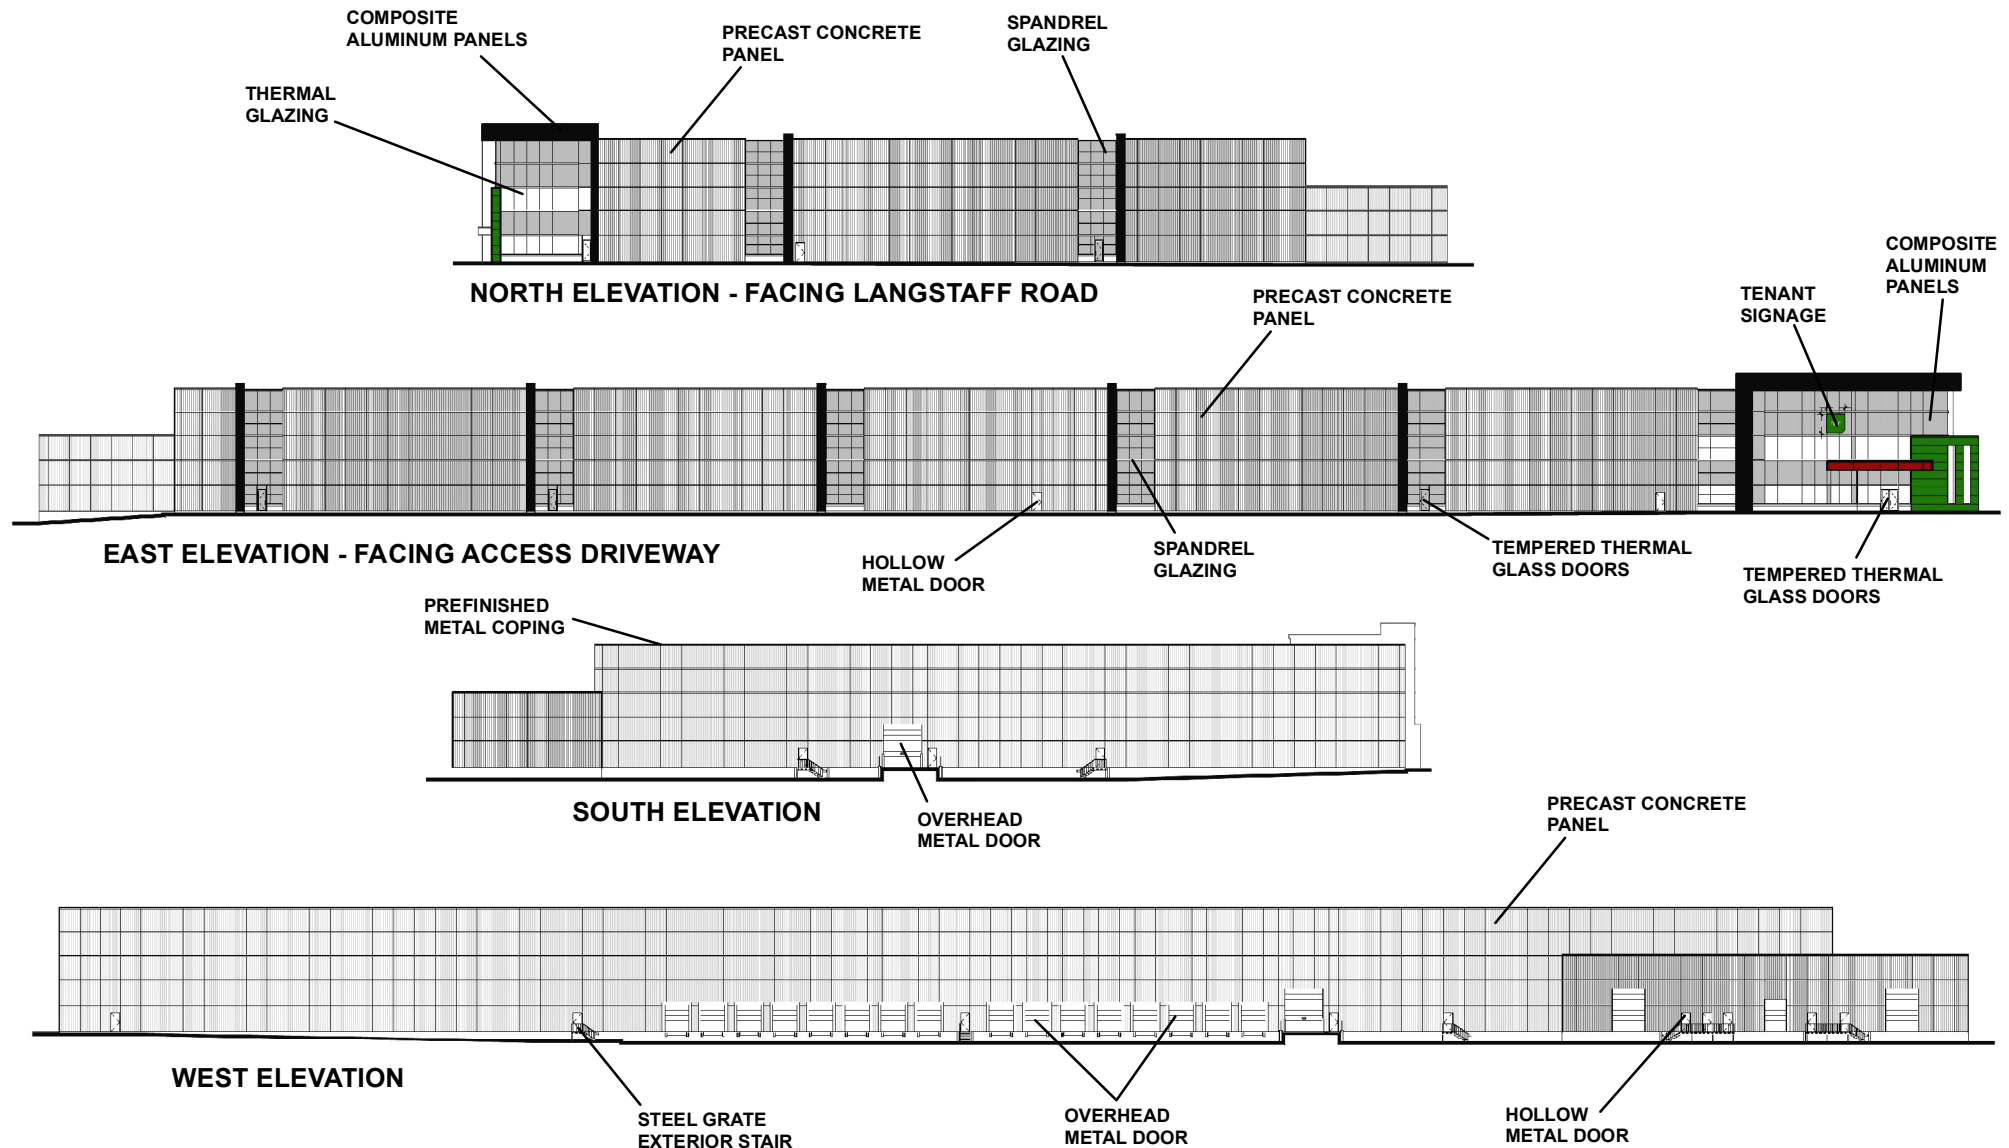 COMPOSITE
ALUMINUM PANELS
PRECAST CONCRETE
PANEL
SPANDREL
GLAZING
THERMAL
GLAZING
NORTH ELEVATION - FACING LANGSTAFF ROAD
COMPOSITE
ALUMINUM
PANELS
TENANT
SIGNAGE
PRECAST CONCRETE
PANEL
EAST ELEVATION - FACING ACCESS DRIVEWAY
HOLLOW
METAL DOOR
SPANDREL
GLAZING
TEMPERED THERMAL
GLASS DOORS
TEMPERED THERMAL
GLASS DOORS
PREFINISHED
METAL COPING
SOUTH ELEVATION
OVERHEAD
METAL DOOR
PRECAST CONCRETE
PANEL
WEST ELEVATION
STEEL GRATE
EXTERIOR STAIR
OVERHEAD
METAL DOOR
HOLLOW
METAL DOOR